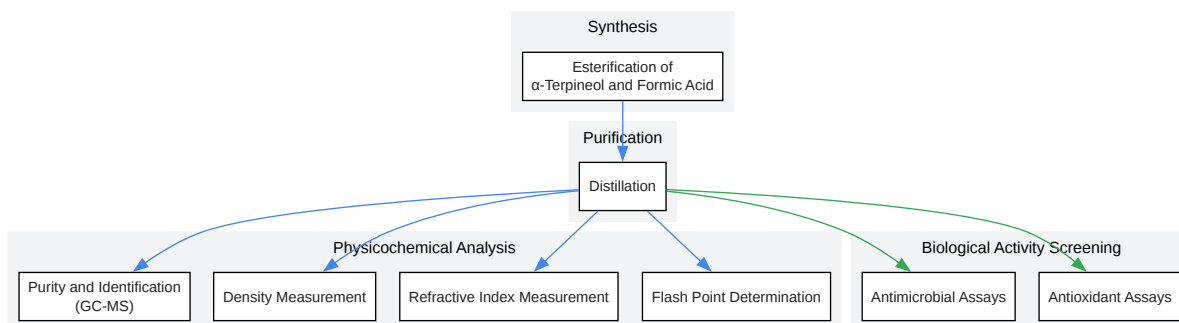 Synthesis
Esterification of
α-Terpineol and Formic Acid
Purification
Distillation
Physicochemical Analysis
Biological Activity Screening
Purity and Identification
(GC-MS)
Density Measurement
Refractive Index Measurement
Flash Point Determination
Antimicrobial Assays
Antioxidant Assays